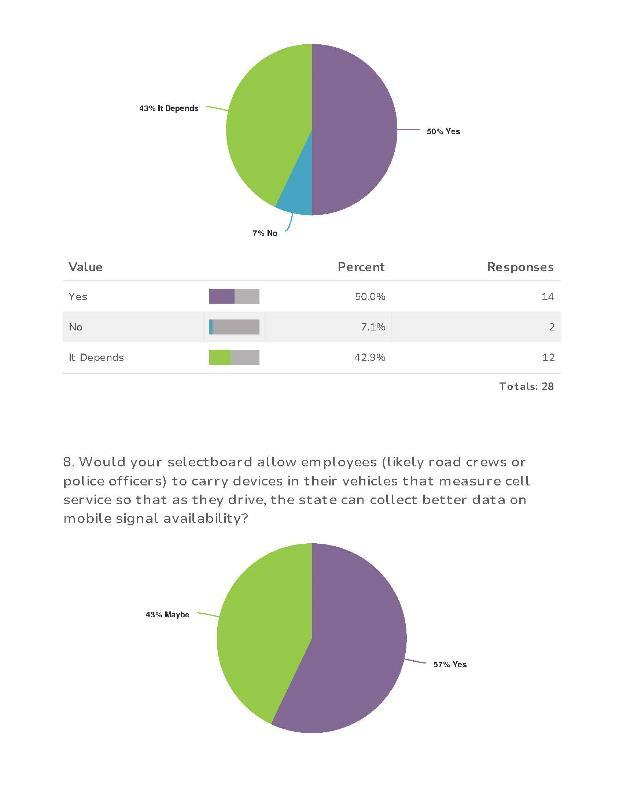 43% It Depends
50% Yes
7% No
Value Percent Responses
Yes 50.0% 14
No 7.1% 2
It Depends 42.9% 12
Totals: 28
8. Would your selectboard allow employees (likely road crews or
police officers) to carry devices in their vehicles that measure cell
service so that as they drive, the state can collect better data on
mobile signal availability?
43% Maybe
57% Yes